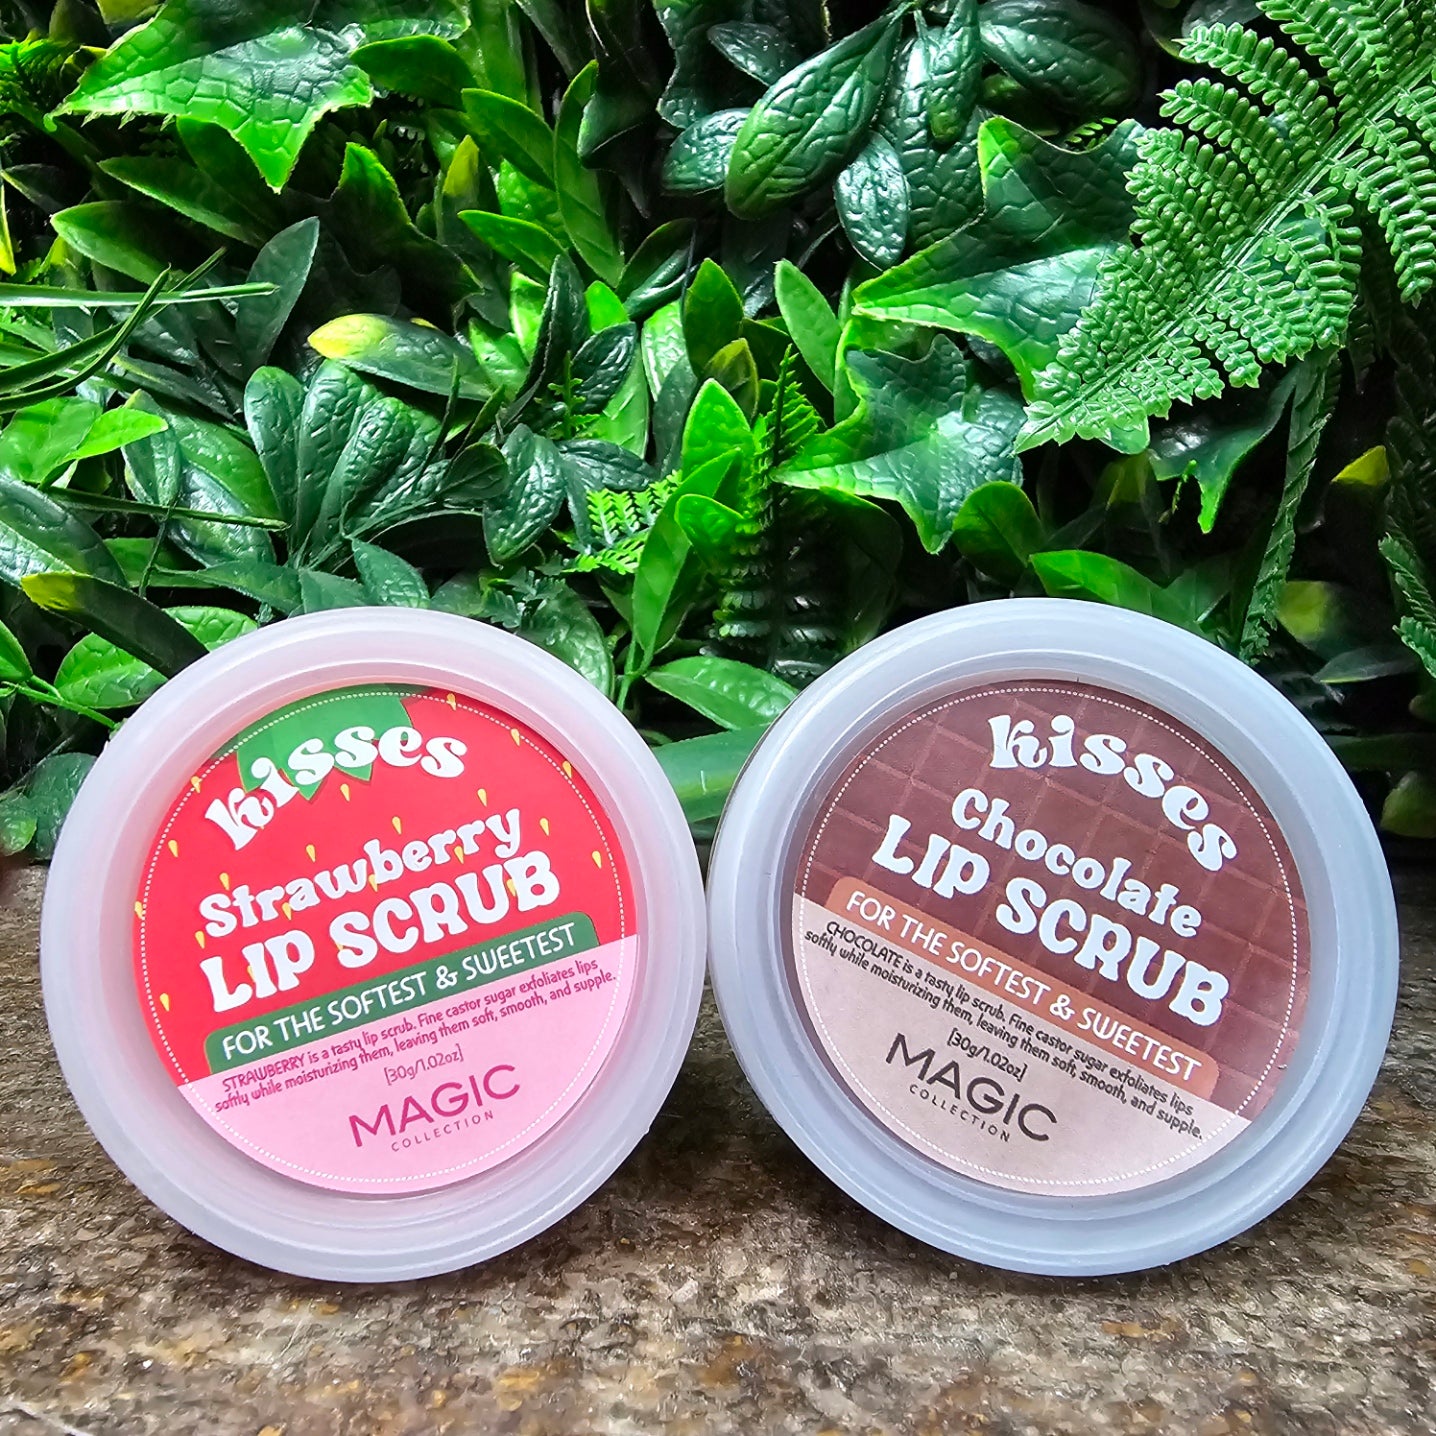 kisses
Strawberry
LIP SCRUB
FOR THE SOFTEST & SWEETEST
STRAWBERRY is a tasty lip scrub. Fine castor sugar exfoliates lips
softly while moisturizing them, leaving them soft, smooth, and supple.
[30g/1.02oz]
MAGIC
COLLECTION
kisses
Chocolate
LIP SCRUB
FOR THE SOFTEST & SWEETEST
CHOCOLATE is a tasty lip scrub. Fine castor sugar exfoliates lips
softly while moisturizing them, leaving them soft, smooth, and supple.
[30g/1.02oz]
MAGIC
COLLECTION